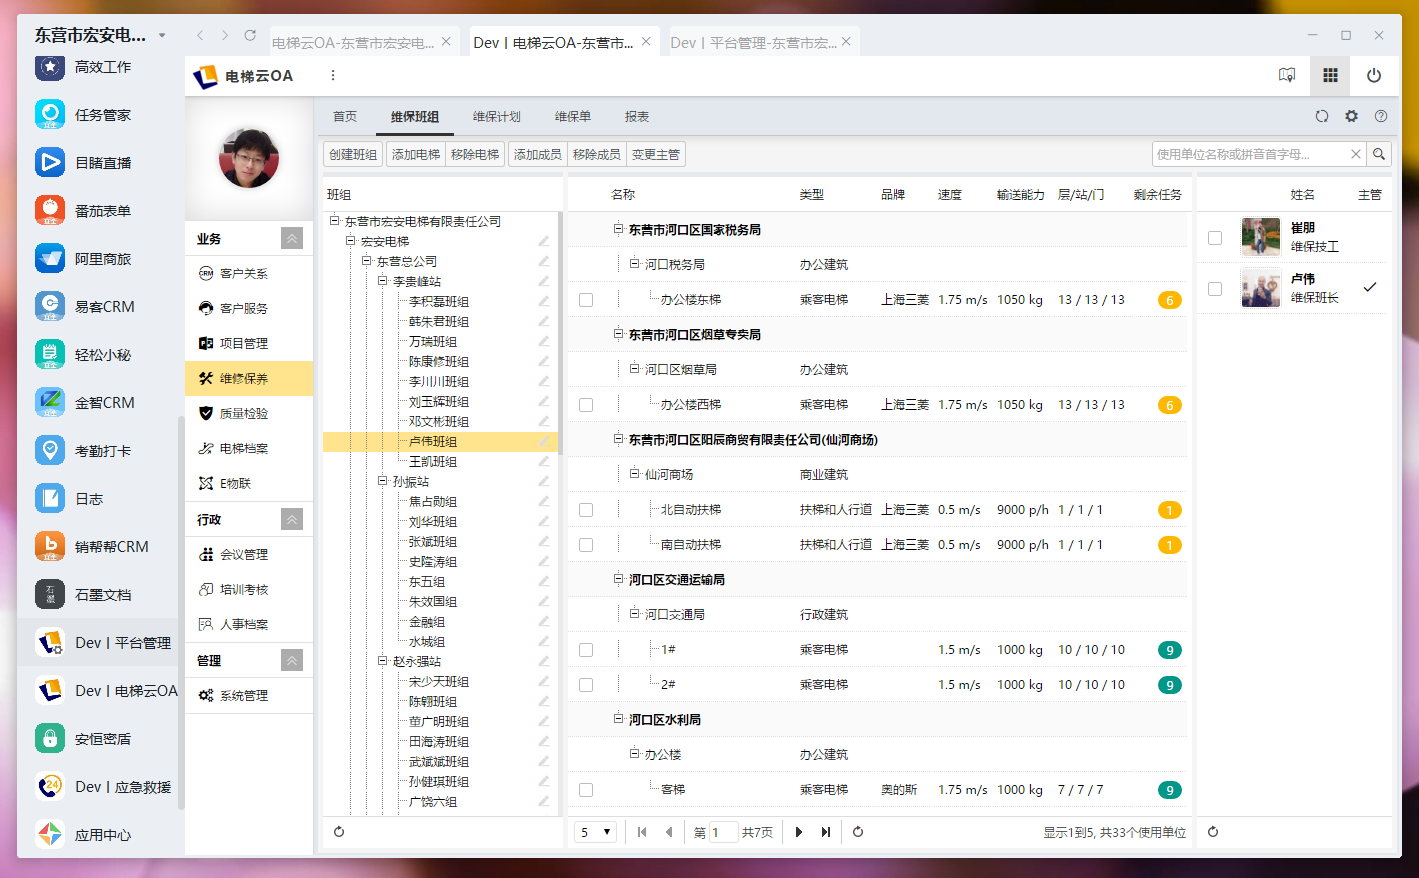 东营市宏安电...
电梯云OA-东营市宏安电...
Dev丨电梯云OA-东营市...
Dev丨平台管理-东营市宏...
高效工作
任务管家
目睹直播
番茄表单
阿里商旅
易客CRM
轻松小秘
金智CRM
考勤打卡
日志
销帮帮CRM
石墨文档
Dev丨平台管理
Dev丨电梯云OA
安恒密盾
Dev丨应急救援
应用中心
电梯云OA
业务
客户关系
客户服务
项目管理
维修保养
质量检验
电梯档案
E物联
行政
会议管理
培训考核
人事档案
管理
系统管理
首页 维保班组 维保计划 维保单 报表
创建班组 添加电梯 移除电梯 添加成员 移除成员 变更主管
使用单位名称或拼音首字母...
班组
东营市宏安电梯有限责任公司
宏安电梯
东营总公司
李贵峰站
李积磊班组
韩朱君班组
万瑞班组
陈康修班组
李川川班组
刘玉辉班组
邓文彬班组
卢伟班组
王凯班组
孙振站
焦占勋组
刘华班组
张斌班组
史隆涛组
东五组
朱效国组
金融组
水城组
赵永强站
宋少天班组
陈翱班组
董广明班组
田海涛班组
武斌斌班组
孙健琪班组
广饶六组
名称 类型 品牌 速度 输送能力 层/站/门 剩余任务
东营市河口区国家税务局
河口税务局 办公建筑
办公楼东梯 乘客电梯 上海三菱 1.75 m/s 1050 kg 13 / 13 / 13 6
东营市河口区烟草专卖局
河口区烟草局 办公建筑
办公楼西梯 乘客电梯 上海三菱 1.75 m/s 1050 kg 13 / 13 / 13 6
东营市河口区阳辰商贸有限责任公司(仙河商场)
仙河商场 商业建筑
北自动扶梯 扶梯和人行道 上海三菱 0.5 m/s 9000 p/h 1 / 1 / 1 1
南自动扶梯 扶梯和人行道 上海三菱 0.5 m/s 9000 p/h 1 / 1 / 1 1
河口区交通运输局
河口交通局 行政建筑
1# 乘客电梯 1.5 m/s 1000 kg 10 / 10 / 10 9
2# 乘客电梯 1.5 m/s 1000 kg 10 / 10 / 10 9
河口区水利局
办公楼 办公建筑
客梯 乘客电梯 奥的斯 1.75 m/s 1000 kg 7 / 7 / 7 9
5 第 1 共7页 显示1到5, 共33个使用单位
姓名 主管
崔朋
维保技工
卢伟
维保班长